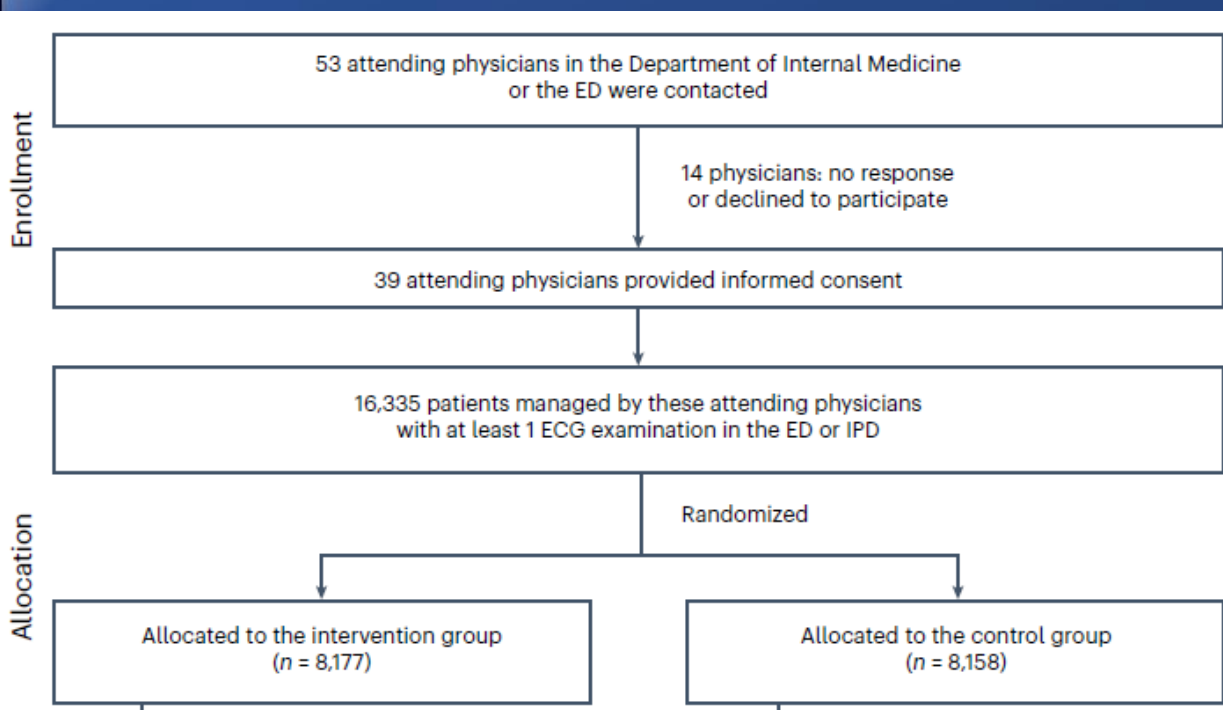 53 attending physicians in the Department of Internal Medicine
or the ED were contacted
Enrollment
14 physicians: no response
or declined to participate
39 attending physicians provided informed consent
16,335 patients managed by these attending physicians
with at least 1 ECG examination in the ED or IPD
Allocation
Randomized
Allocated to the intervention group
(n = 8,177)
Allocated to the control group
(n = 8,158)